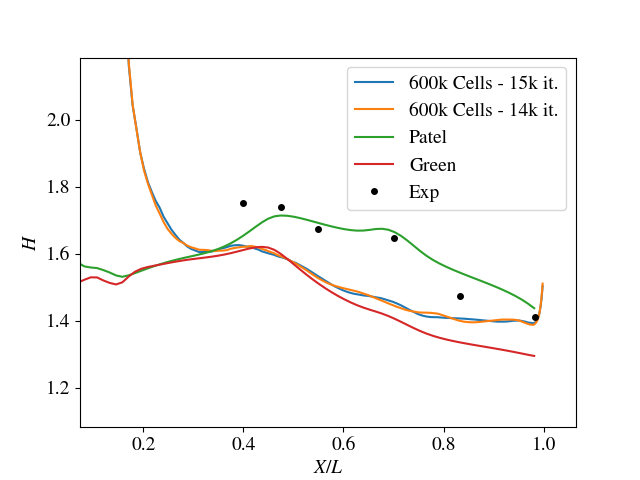 600k Cells - 15k it.
600k Cells - 14k it.
Patel
Green
Exp
2.0
1.8
1.6
1.4
1.2
H
0.2 0.4 0.6 0.8 1.0
X/L